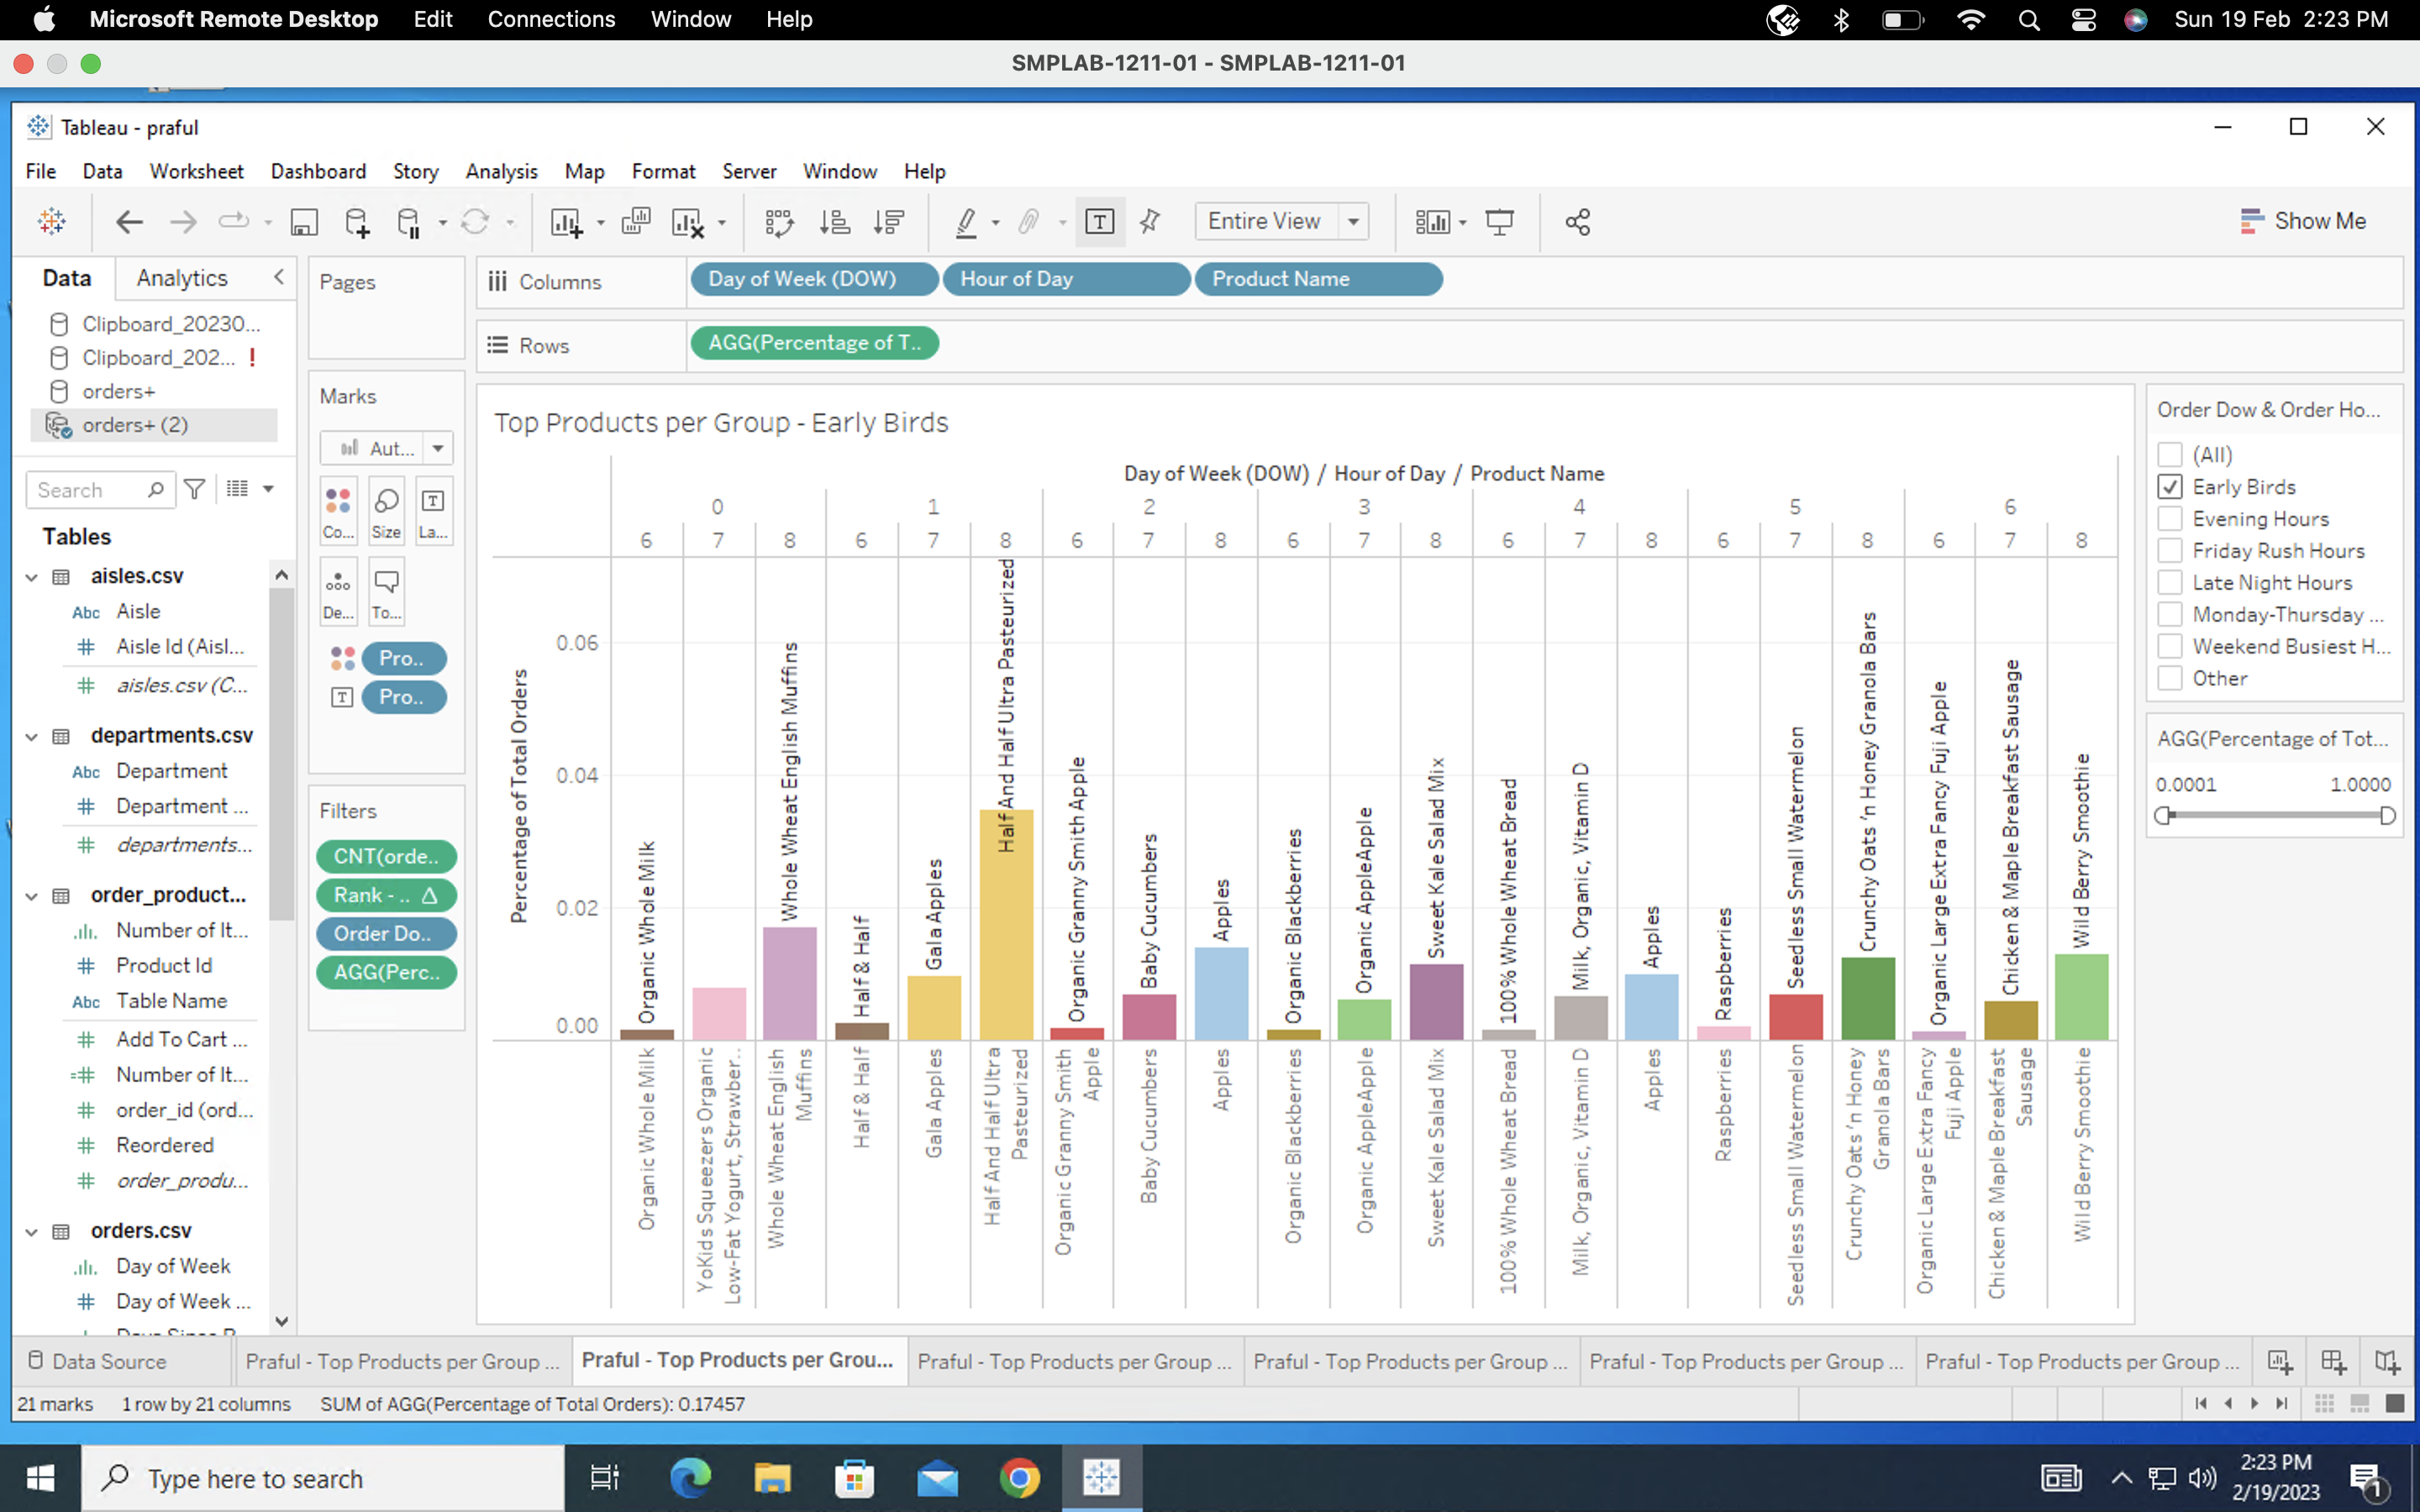 Microsoft Remote Desktop Edit Connections Window Help Sun 19 Feb 2:23 PM
SMPLAB-1211-01 - SMPLAB-1211-01
Tableau - praful
File Data Worksheet Dashboard Story Analysis Map Format Server Window Help
Entire View Show Me
Data Analytics
Clipboard_20230...
Clipboard_202... !
orders+
orders+ (2)
Search
Tables
aisles.csv
Abc Aisle
# Aisle Id (Aisl...
# aisles.csv (C...
departments.csv
Abc Department
# Department ...
# departments...
order_product...
Number of It...
# Product Id
Abc Table Name
# Add To Cart ...
=# Number of It...
# order_id (ord...
# Reordered
# order_produ...
orders.csv
Day of Week
# Day of Week ...
Pages
Marks
Aut...
Co... Size La...
De... To...
Pro..
Pro..
Filters
CNT(orde..
Rank - .. Δ
Order Do..
AGG(Perc..
Columns Day of Week (DOW) Hour of Day Product Name
Rows AGG(Percentage of T..
Top Products per Group - Early Birds
Day of Week (DOW) / Hour of Day / Product Name
0 1 2 3 4 5 6
6 7 8 6 7 8 6 7 8 6 7 8 6 7 8 6 7 8 6 7 8
Percentage of Total Orders
0.06
0.04
0.02
0.00
Organic Whole Milk
Whole Wheat English Muffins
Half & Half
Gala Apples
Half And Half Ultra Pasteurized
Organic Granny Smith Apple
Baby Cucumbers
Apples
Organic Blackberries
Organic AppleApple
Sweet Kale Salad Mix
100% Whole Wheat Bread
Milk, Organic, Vitamin D
Apples
Raspberries
Seedless Small Watermelon
Crunchy Oats 'n Honey Granola Bars
Organic Large Extra Fancy Fuji Apple
Chicken & Maple Breakfast Sausage
Wild Berry Smoothie
Organic Whole Milk
YoKids Squeezers Organic
Low-Fat Yogurt, Strawber..
Whole Wheat English
Muffins
Half & Half
Gala Apples
Half And Half Ultra
Pasteurized
Organic Granny Smith
Apple
Baby Cucumbers
Apples
Organic Blackberries
Organic AppleApple
Sweet Kale Salad Mix
100% Whole Wheat Bread
Milk, Organic, Vitamin D
Apples
Raspberries
Seedless Small Watermelon
Crunchy Oats 'n Honey
Granola Bars
Organic Large Extra Fancy
Fuji Apple
Chicken & Maple Breakfast
Sausage
Wild Berry Smoothie
Order Dow & Order Ho...
(All)
Early Birds
Evening Hours
Friday Rush Hours
Late Night Hours
Monday-Thursday ...
Weekend Busiest H...
Other
AGG(Percentage of Tot...
0.0001 1.0000
Data Source Praful - Top Products per Group ... Praful - Top Products per Grou... Praful - Top Products per Group ... Praful - Top Products per Group ... Praful - Top Products per Group ... Praful - Top Products per Group ...
21 marks 1 row by 21 columns SUM of AGG(Percentage of Total Orders): 0.17457
Type here to search
2:23 PM
2/19/2023
1